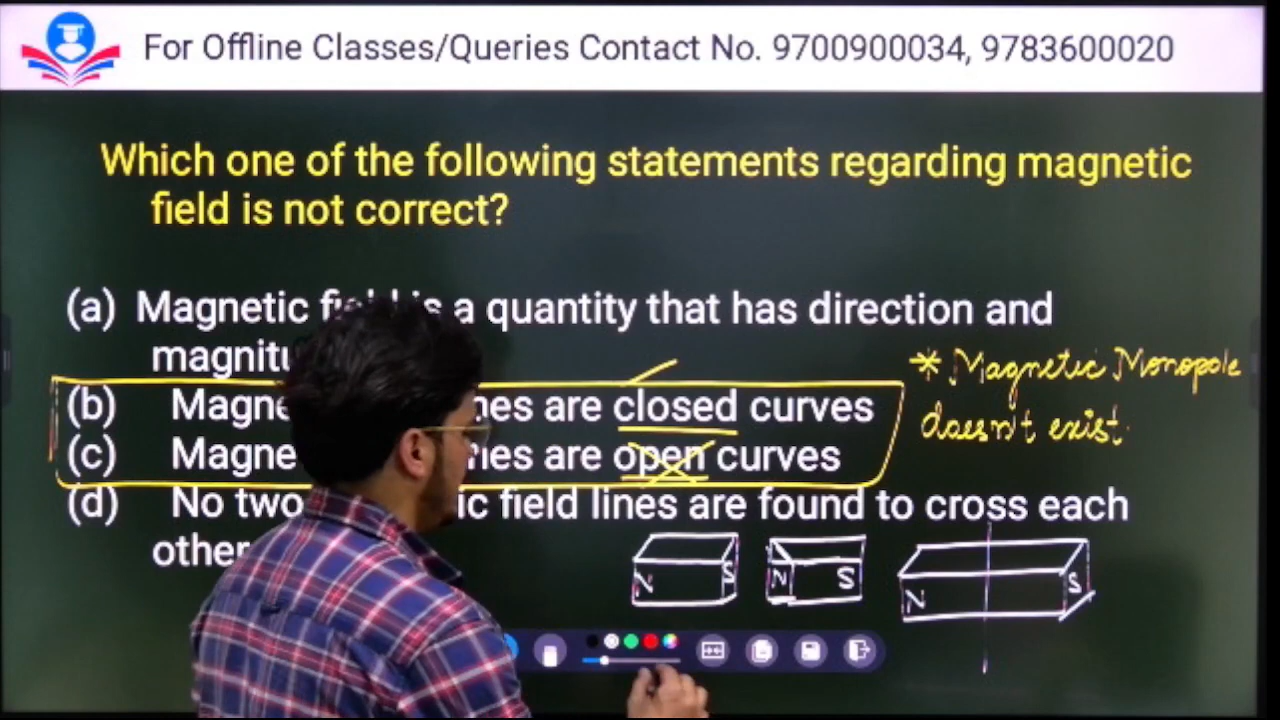 For Offline Classes/Queries Contact No. 9700900034, 9783600020
Which one of the following statements regarding magnetic
field is not correct?
(a) Magnetic field is a quantity that has direction and
magnitu
(b) Magne nes are closed curves
(c) Magne nes are open curves
(d) No two ic field lines are found to cross each
other
* Magnetic Monopole
doesn't exist.
N S N S N S